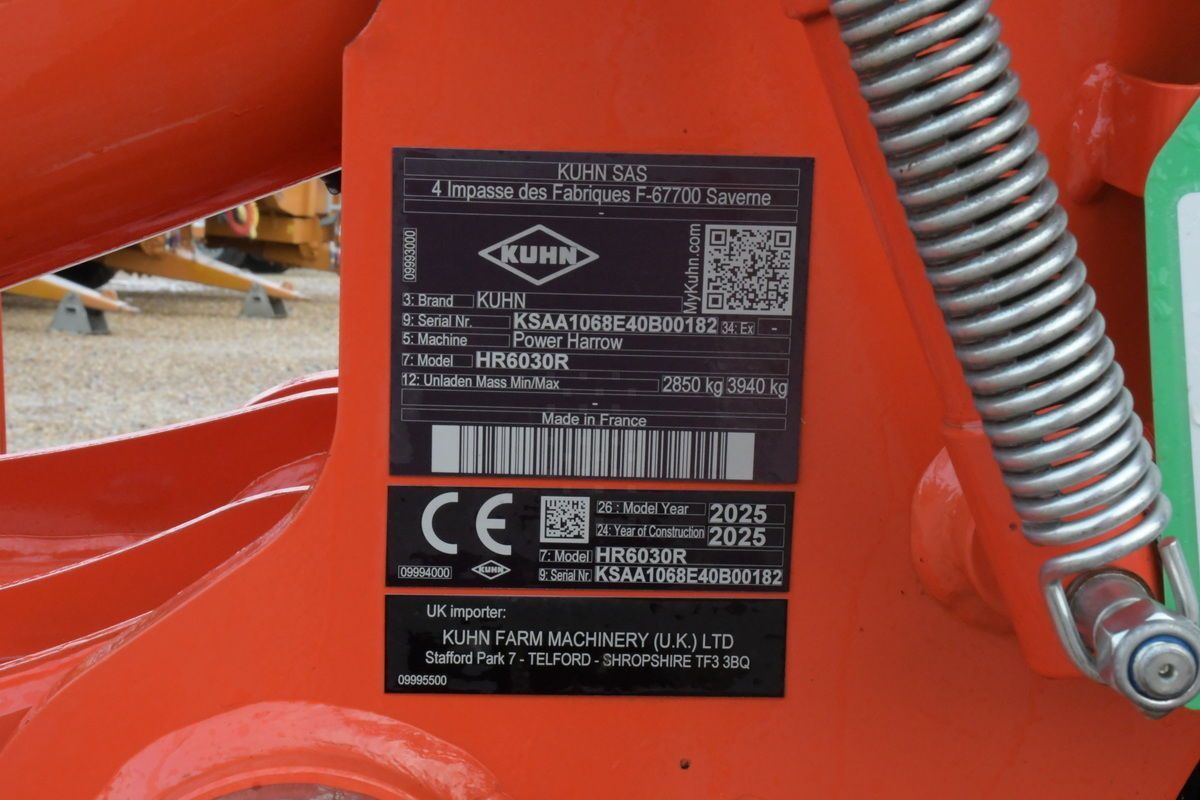 KUHN SAS
4 Impasse des Fabriques F-67700 Saverne
-
09993000
KUHN
MyKuhn.com
3: Brand KUHN
9: Serial Nr. KSAA1068E40B00182 34: Ex -
5: Machine Power Harrow
7: Model HR6030R
12: Unladen Mass Min/Max 2850 kg 3940 kg
-
Made in France
CE
26 : Model Year 2025
24: Year of Construction 2025
7: Model HR6030R
09994000 KUHN 9: Serial Nr. KSAA1068E40B00182
UK importer:
KUHN FARM MACHINERY (U.K.) LTD
Stafford Park 7 - TELFORD - SHROPSHIRE TF3 3BQ
09995500